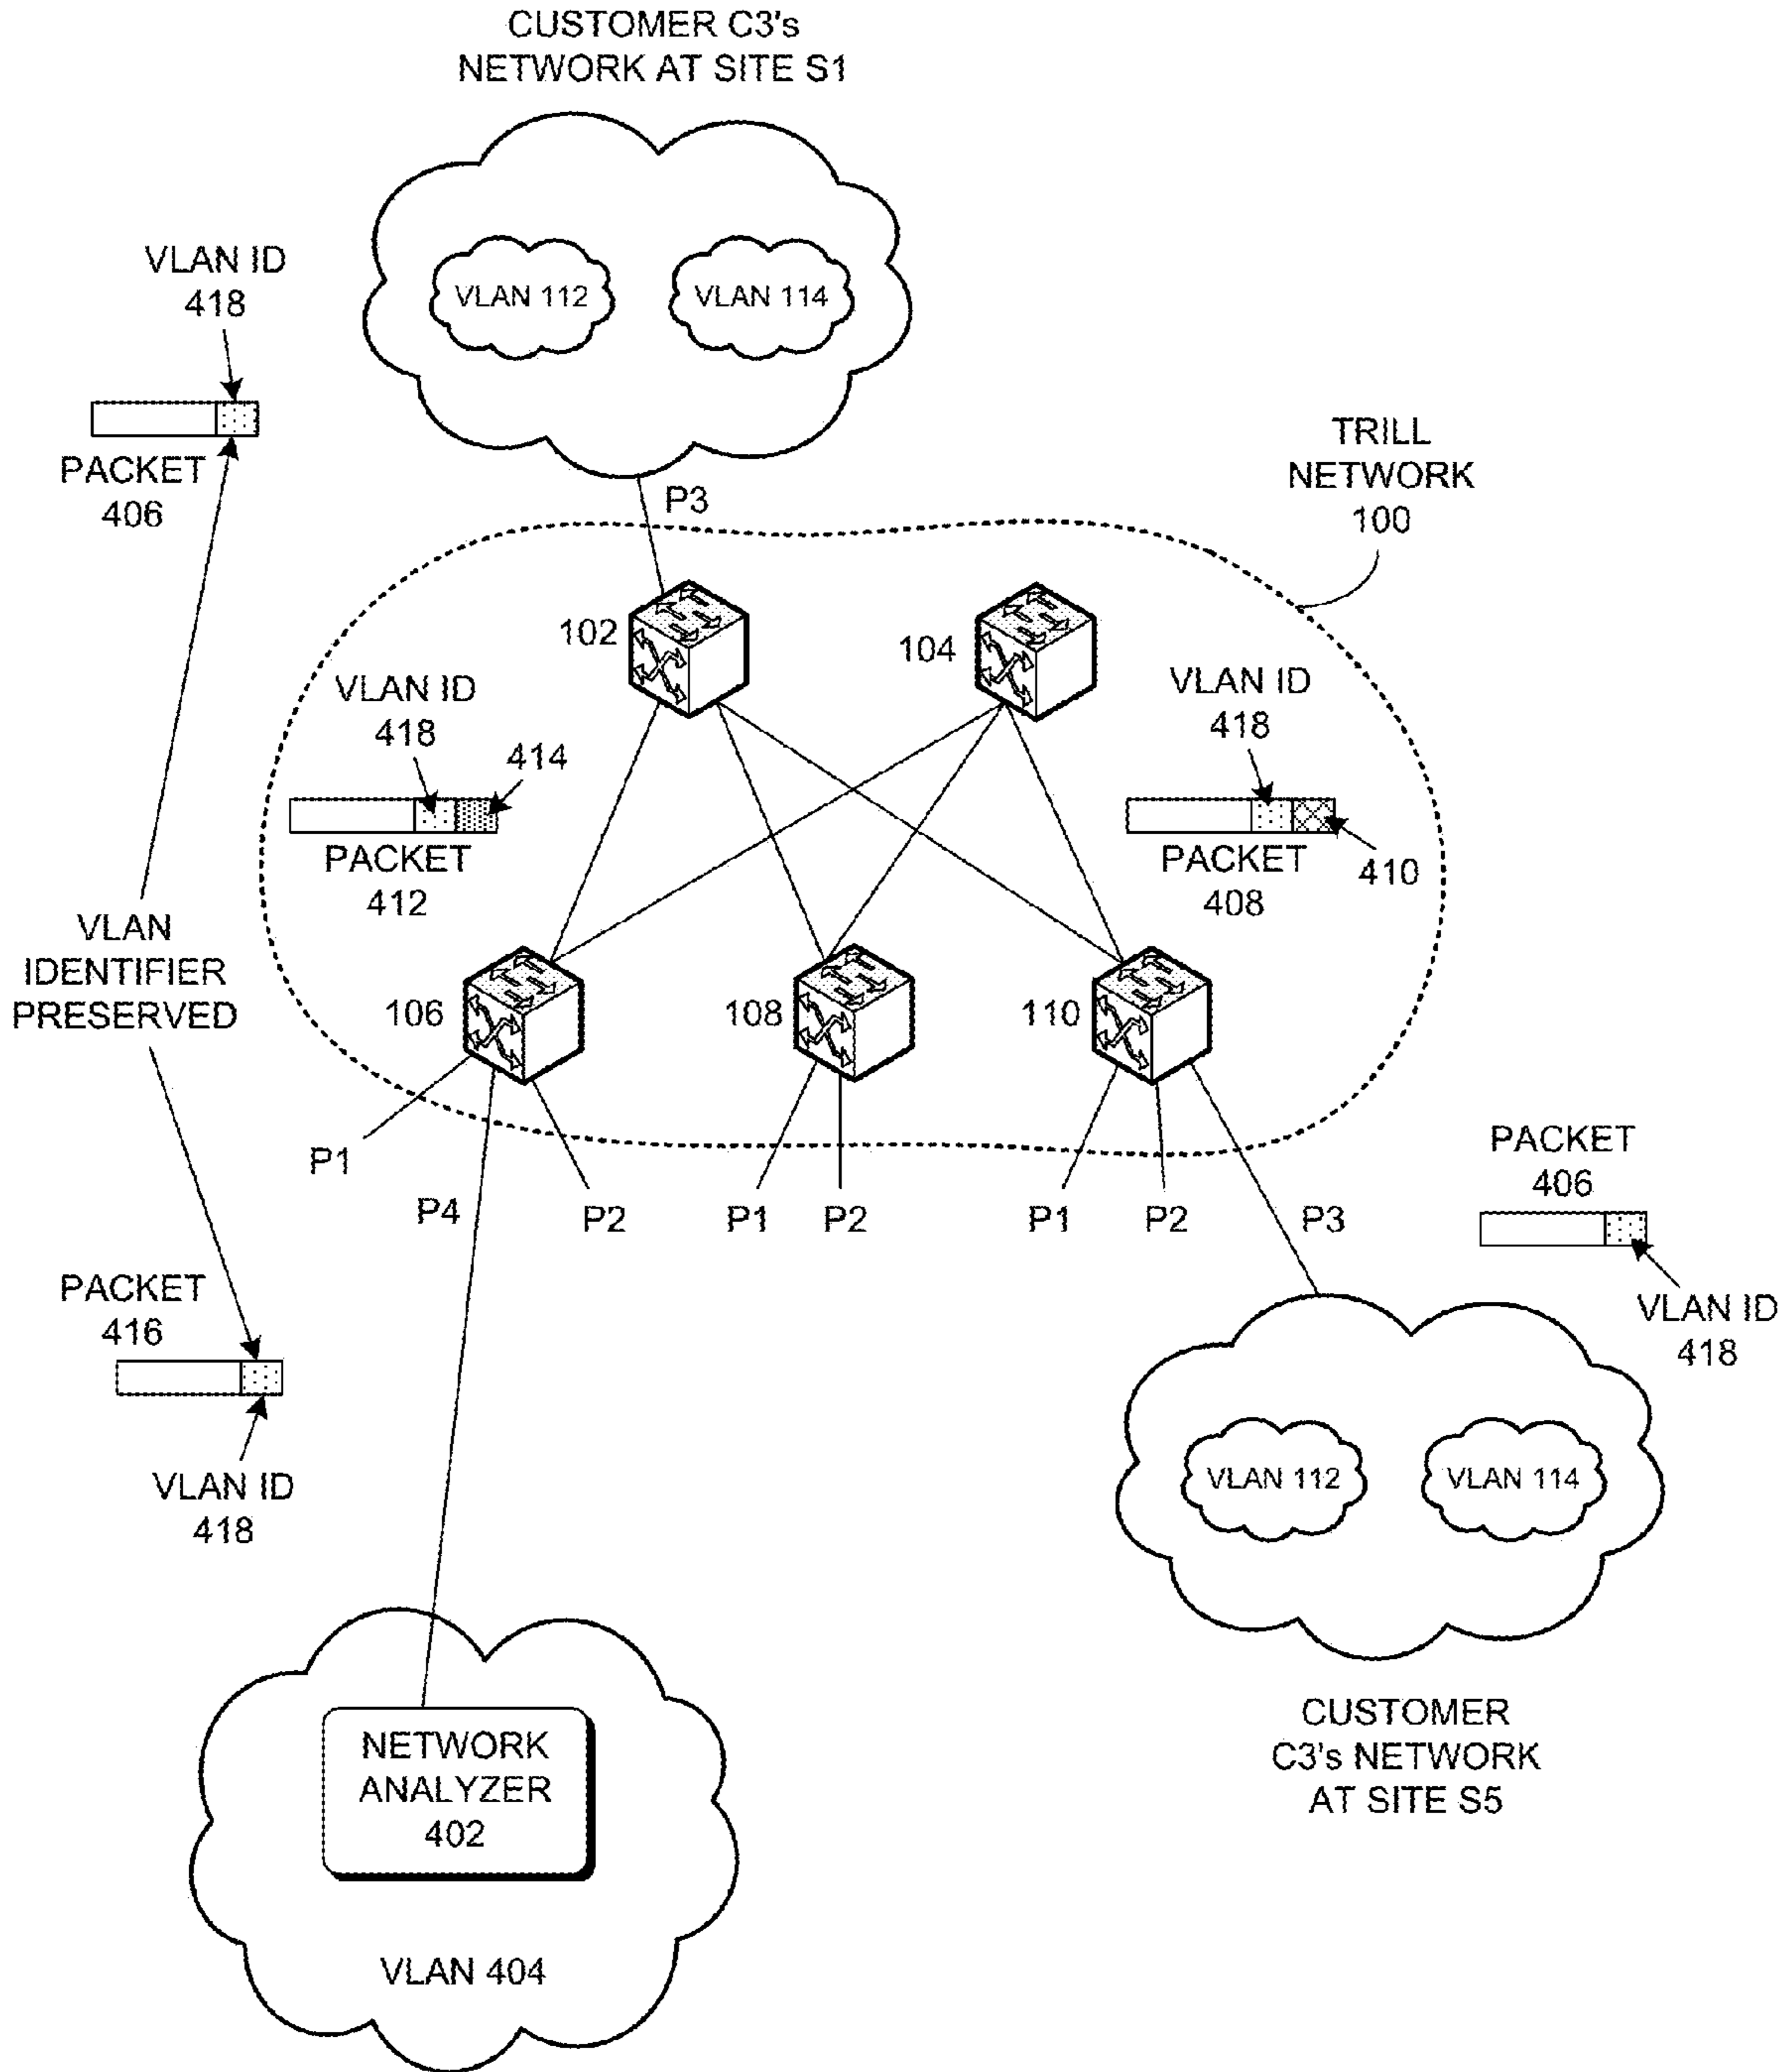 CUSTOMER C3's
NETWORK AT SITE S1
VLAN ID
418
VLAN 112
VLAN 114
PACKET
406
P3
TRILL
NETWORK
100
102
104
VLAN ID
418
414
VLAN ID
418
PACKET
412
PACKET
408
410
VLAN
IDENTIFIER
PRESERVED
106
108
110
P1
P4
P2
P1
P2
P1
P2
P3
PACKET
406
VLAN ID
418
PACKET
416
VLAN ID
418
VLAN 112
VLAN 114
NETWORK
ANALYZER
402
VLAN 404
CUSTOMER
C3's NETWORK
AT SITE S5